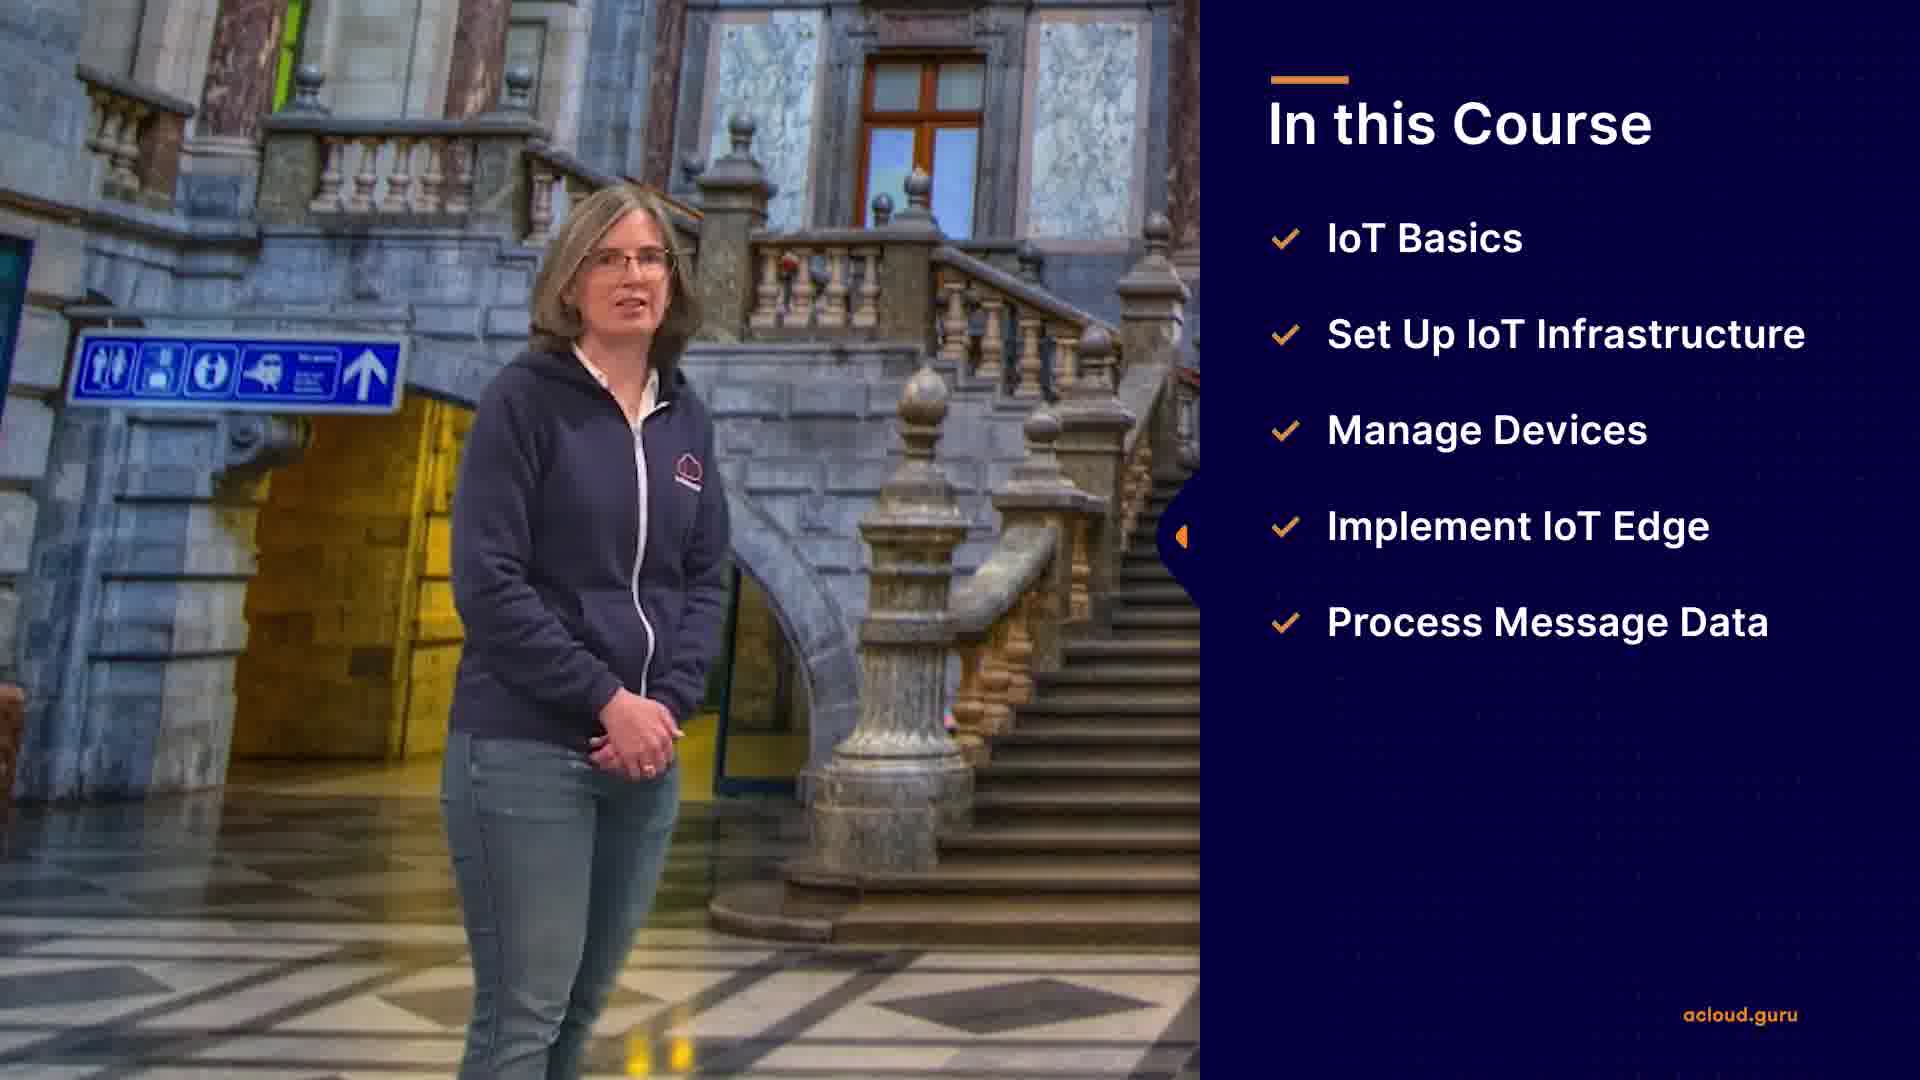 In this Course
IoT Basics
Set Up IoT Infrastructure
Manage Devices
Implement IoT Edge
Process Message Data
acloud.guru